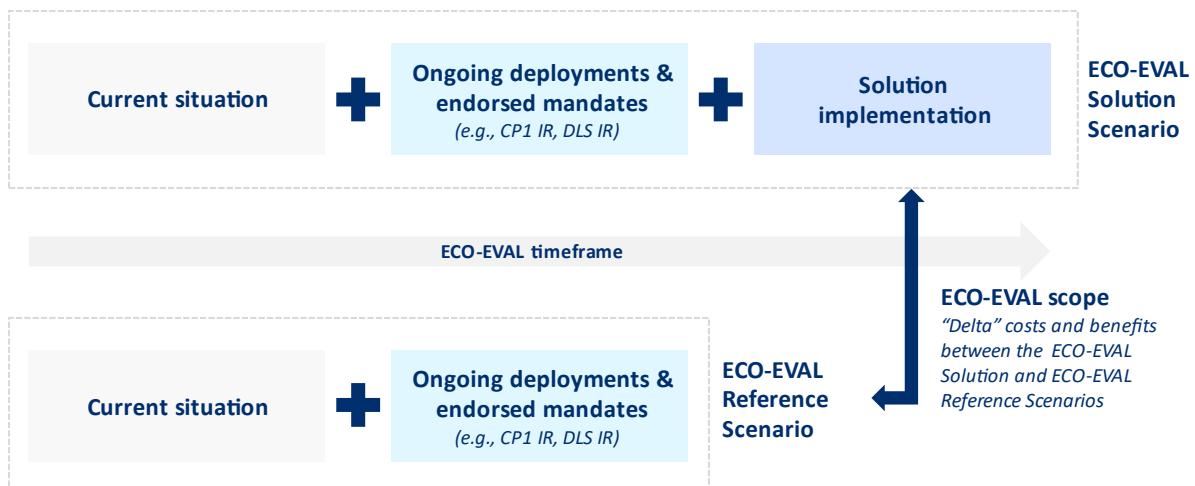 Current situation
Ongoing deployments &
endorsed mandates
(e.g., CP1 IR, DLS IR)
Solution
implementation
ECO-EVAL
Solution
Scenario
ECO-EVAL timeframe
ECO-EVAL scope
“Delta” costs and benefits
between the ECO-EVAL
Solution and ECO-EVAL
Reference Scenarios
Current situation
Ongoing deployments &
endorsed mandates
(e.g., CP1 IR, DLS IR)
ECO-EVAL
Reference
Scenario